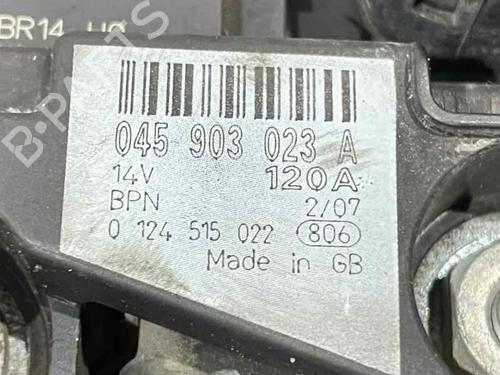 BR14
B-PARTS
045 903 023 A
14V 120A
BPN 2/07
0 124 515 022 806
Made in GB